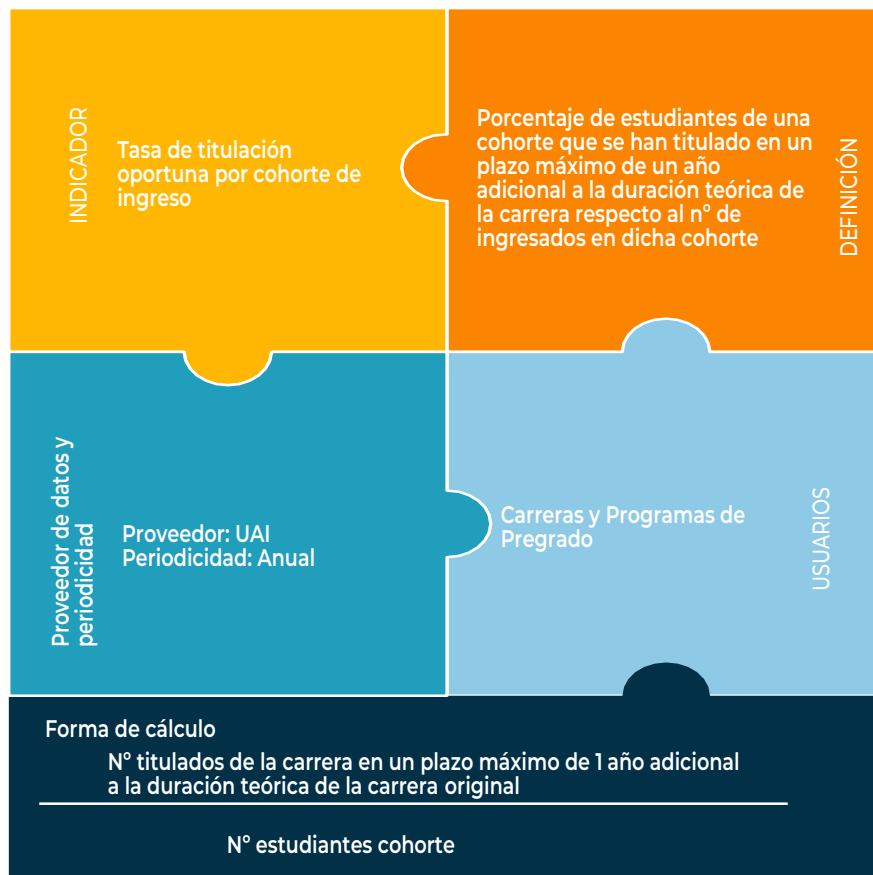 INDICADOR
Tasa de titulación
oportuna por cohorte de
ingreso
Porcentaje de estudiantes de una
cohorte que se han titulado en un
plazo máximo de un año
adicional a la duración teórica de
la carrera respecto al nº de
ingresados en dicha cohorte
DEFINICIÓN
Proveedor de datos y
periodicidad
Proveedor: UAI
Periodicidad: Anual
Carreras y Programas de
Pregrado
USUARIOS
Forma de cálculo
Nº titulados de la carrera en un plazo máximo de 1 año adicional
a la duración teórica de la carrera original
Nº estudiantes cohorte